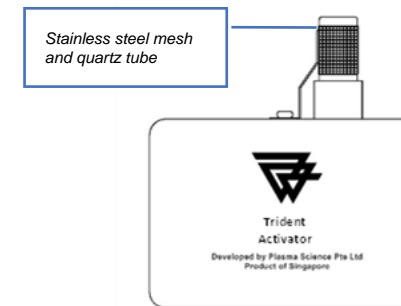 Stainless steel mesh
and quartz tube
Trident
Activator
Developed by Plasma Science Pte Ltd
Product of Singapore